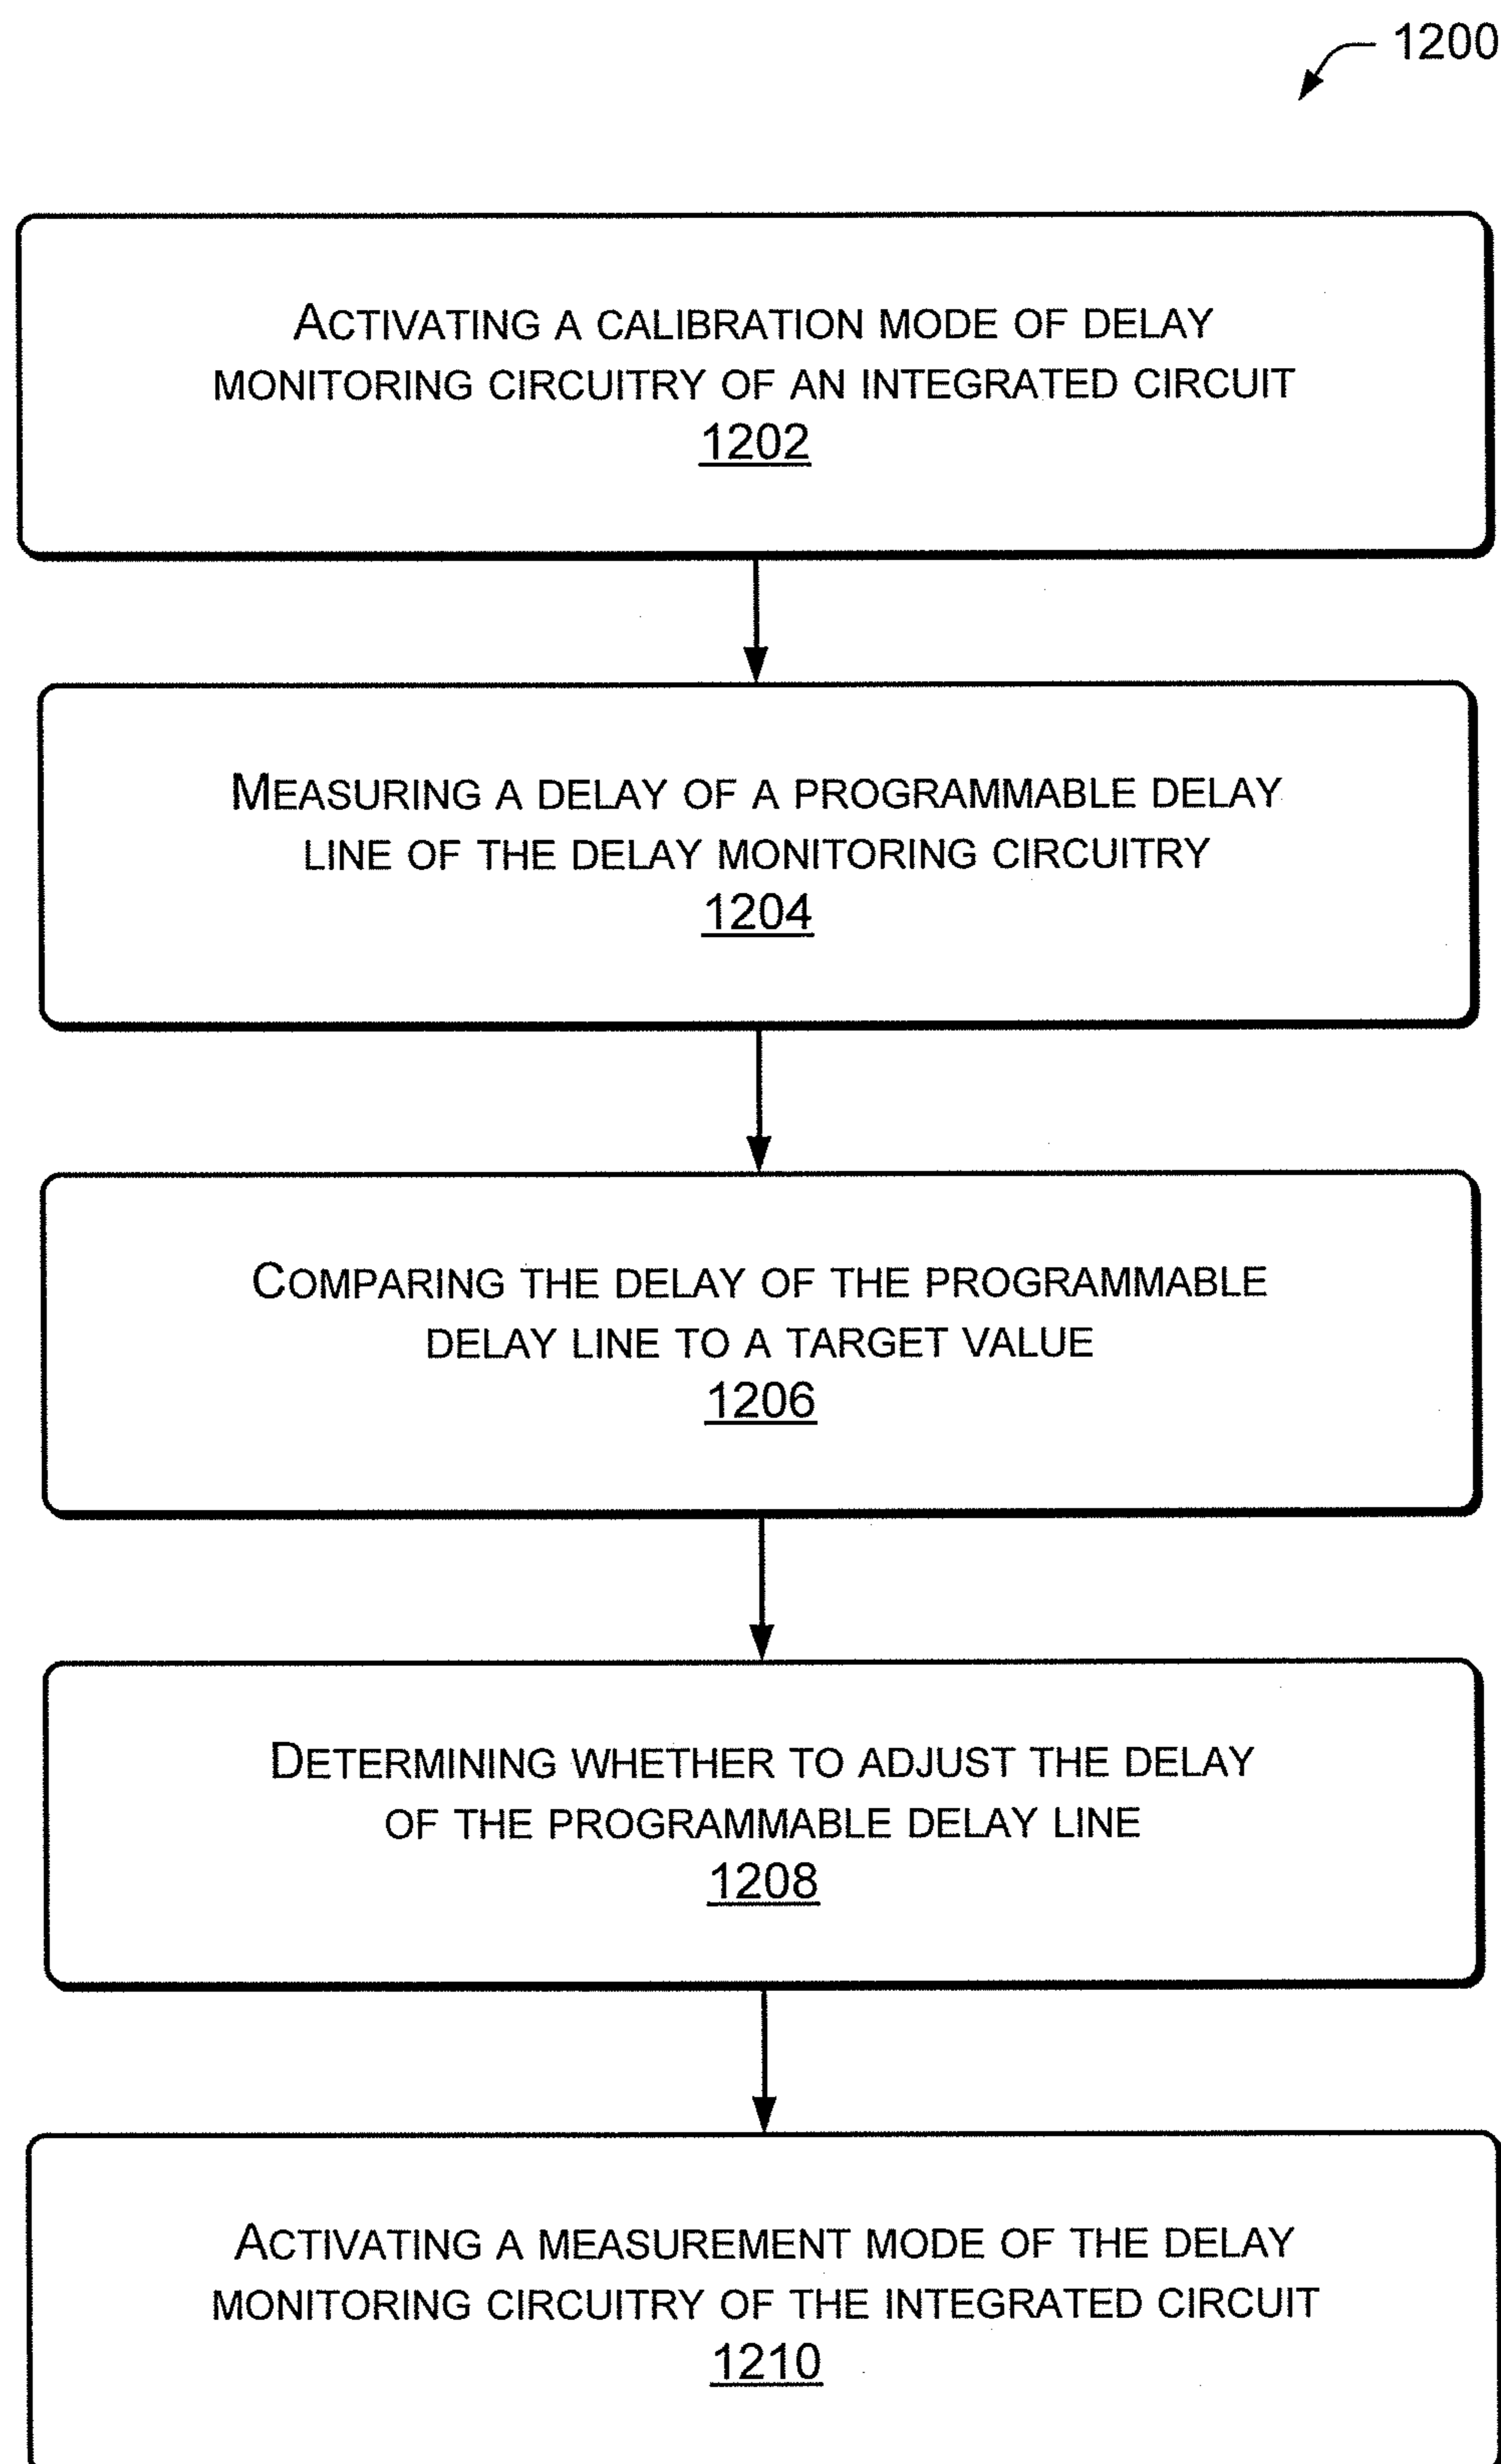 1200
ACTIVATING A CALIBRATION MODE OF DELAY
MONITORING CIRCUITRY OF AN INTEGRATED CIRCUIT
1202
MEASURING A DELAY OF A PROGRAMMABLE DELAY
LINE OF THE DELAY MONITORING CIRCUITRY
1204
COMPARING THE DELAY OF THE PROGRAMMABLE
DELAY LINE TO A TARGET VALUE
1206
DETERMINING WHETHER TO ADJUST THE DELAY
OF THE PROGRAMMABLE DELAY LINE
1208
ACTIVATING A MEASUREMENT MODE OF THE DELAY
MONITORING CIRCUITRY OF THE INTEGRATED CIRCUIT
1210